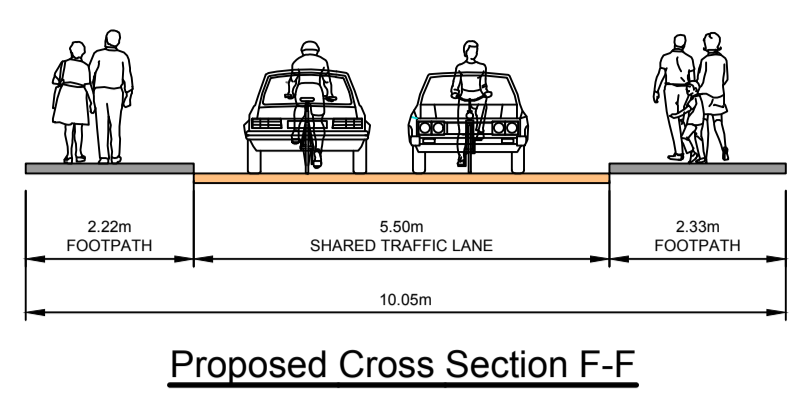 2.22m
FOOTPATH
5.50m
SHARED TRAFFIC LANE
2.33m
FOOTPATH
10.05m
Proposed Cross Section F-F